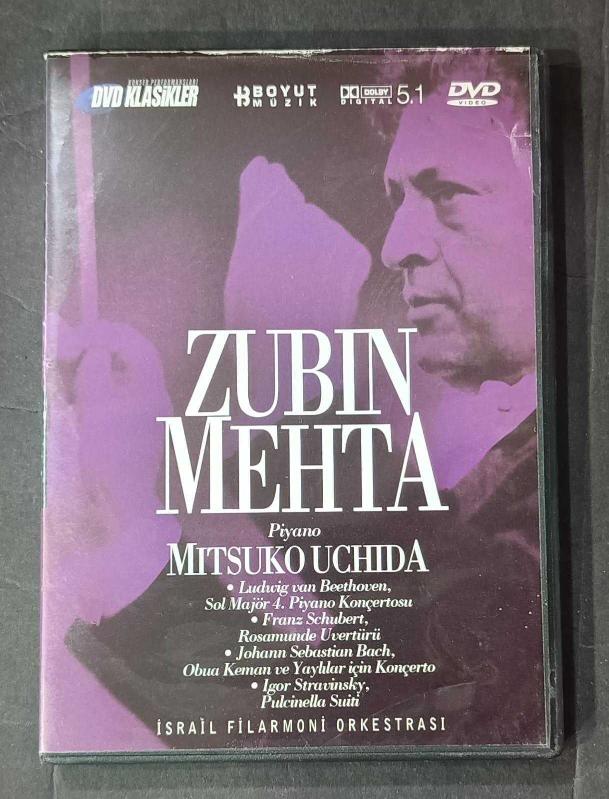 KONSER PERFORMANSLARI
DVD KLASİKLER
BOYUT
MÜZİK
DOLBY
DIGITAL 5.1
DVD
VIDEO
ZUBIN
MEHTA
Piyano
MITSUKO UCHIDA
• Ludwig van Beethoven,
Sol Majör 4. Piyano Konçertosu
• Franz Schubert,
Rosamunde Uvertürü
• Johann Sebastian Bach,
Obua Keman ve Yaylılar için Konçerto
• Igor Stravinsky,
Pulcinella Suiti
İSRAİL FİLARMONİ ORKESTRASI